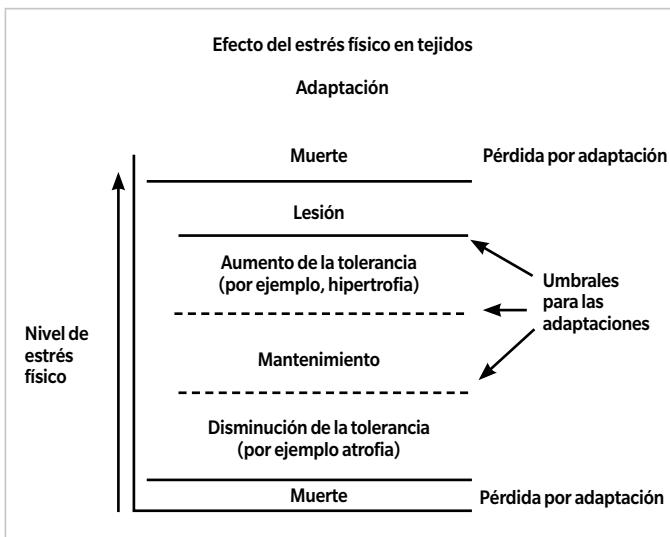 Efecto del estrés físico en tejidos
Adaptación
Muerte
Pérdida por adaptación
Lesión
Aumento de la tolerancia
(por ejemplo, hipertrofia)
Umbrales
para las
adaptaciones
Nivel de
estrés
físico
Mantenimiento
Disminución de la tolerancia
(por ejemplo atrofia)
Muerte
Pérdida por adaptación